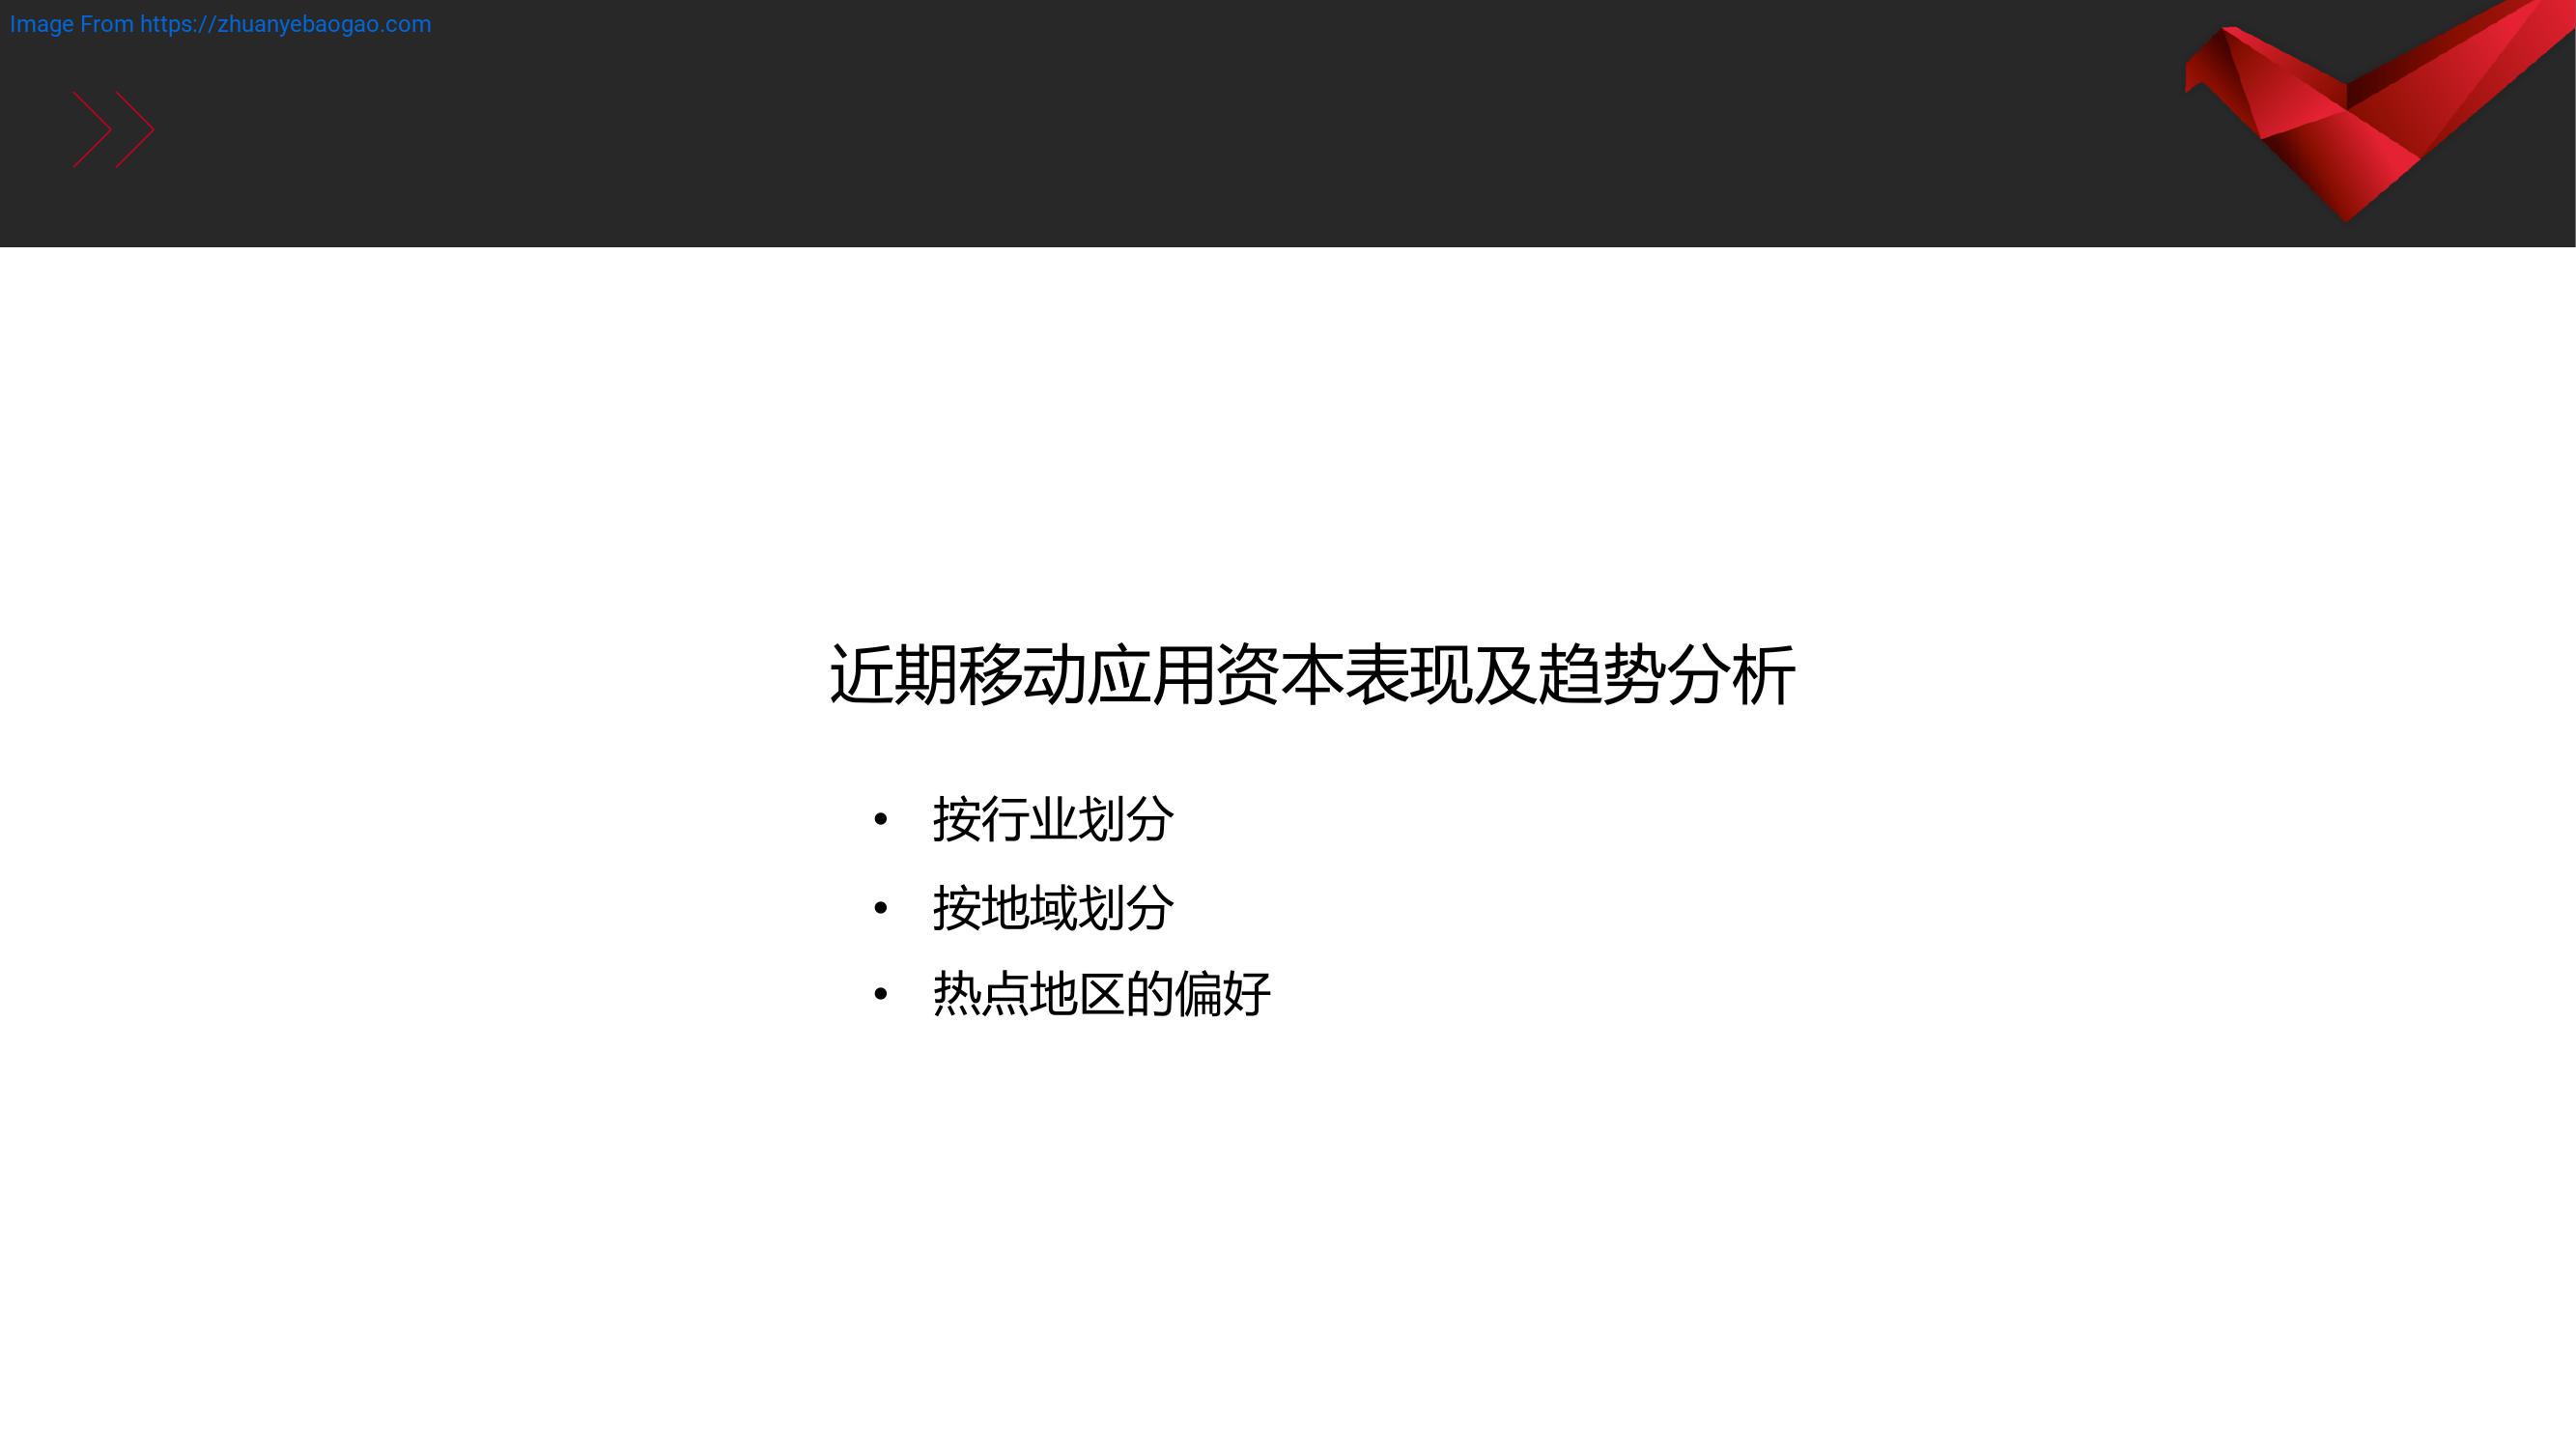 Image From https://zhuanyebaogao.com
近期移动应用资本表现及趋势分析
• 按行业划分
• 按地域划分
• 热点地区的偏好